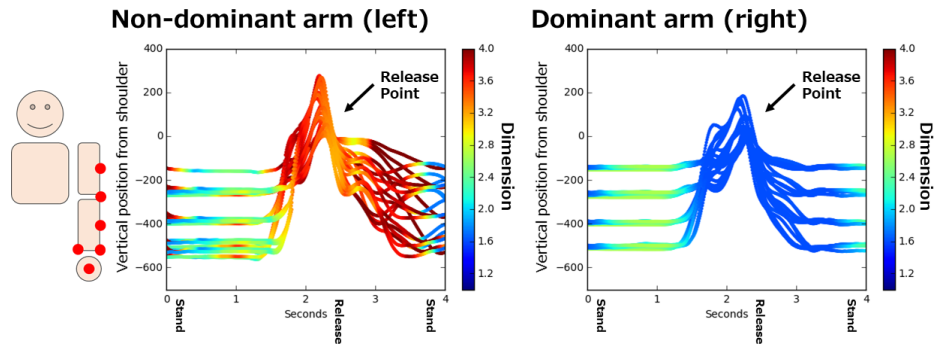 Non-dominant arm (left)
Dominant arm (right)
Vertical position from shoulder
400
200
0
−200
−400
−600
0
1
2
3
4
Seconds
Stand
Release
Stand
Release
Point
4.0
3.6
3.2
2.8
2.4
2.0
1.6
1.2
Dimension
Vertical position from shoulder
400
200
0
−200
−400
−600
0
1
2
3
4
Seconds
Stand
Release
Stand
Release
Point
4.0
3.6
3.2
2.8
2.4
2.0
1.6
1.2
Dimension